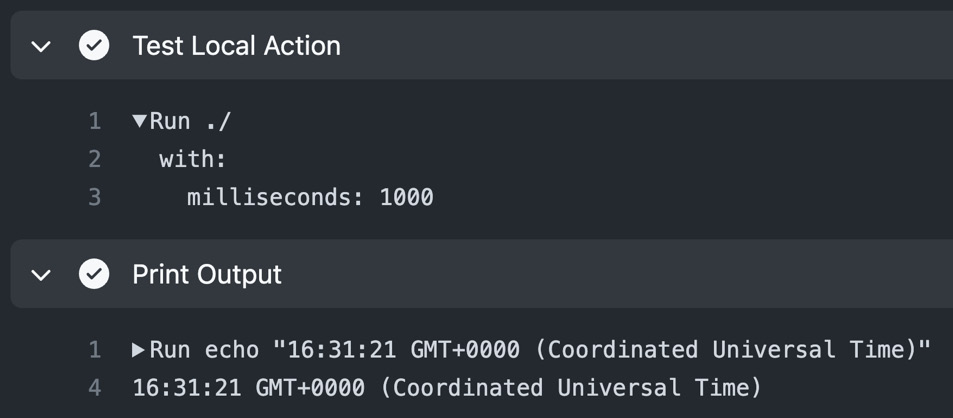 Test Local Action
1 ▼Run ./
2 with:
3 milliseconds: 1000
Print Output
1 ▶Run echo "16:31:21 GMT+0000 (Coordinated Universal Time)"
4 16:31:21 GMT+0000 (Coordinated Universal Time)